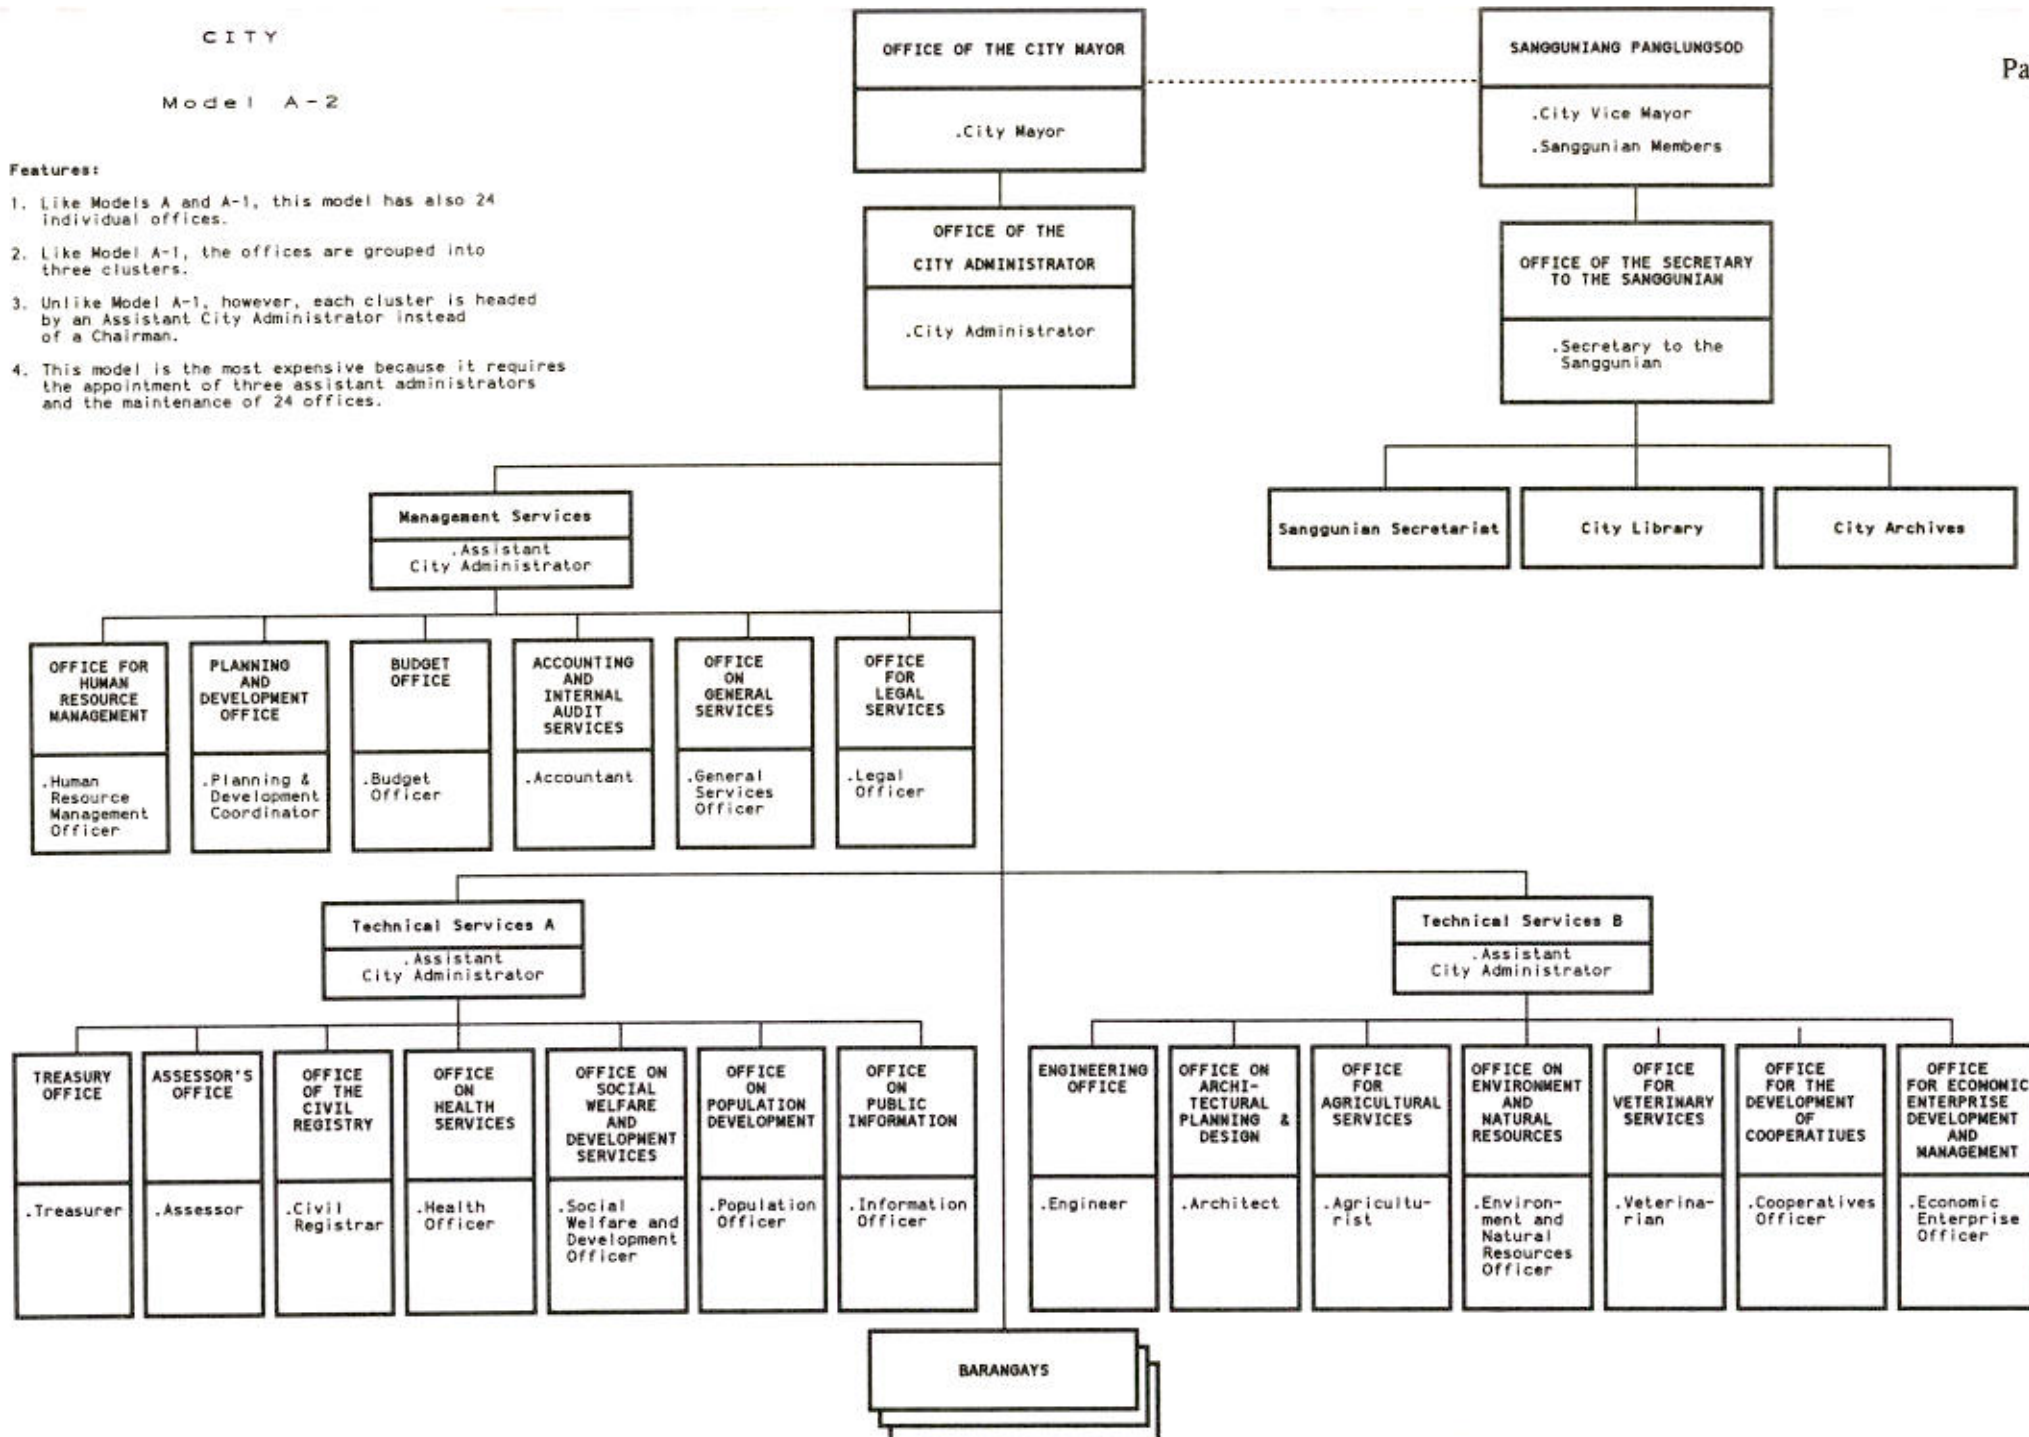 CITY
Model A-2
Features:
1. Like Models A and A-1, this model has also 24
individual offices.
2. Like Model A-1, the offices are grouped into
three clusters.
3. Unlike Model A-1, however, each cluster is headed
by an Assistant City Administrator instead
of a Chairman.
4. This model is the most expensive because it requires
the appointment of three assistant administrators
and the maintenance of 24 offices.
OFFICE OF THE CITY MAYOR
.City Mayor
SANGGUNIANG PANGLUNGSOD
.City Vice Mayor
.Sanggunian Members
Pa
OFFICE OF THE
CITY ADMINISTRATOR
.City Administrator
OFFICE OF THE SECRETARY
TO THE SANGGUNIAN
.Secretary to the
Sanggunian
Sanggunian Secretariat
City Library
City Archives
Management Services
.Assistant
City Administrator
OFFICE FOR
HUMAN
RESOURCE
MANAGEMENT
.Human
Resource
Management
Officer
PLANNING
AND
DEVELOPMENT
OFFICE
.Planning &
Development
Coordinator
BUDGET
OFFICE
.Budget
Officer
ACCOUNTING
AND
INTERNAL
AUDIT
SERVICES
.Accountant
OFFICE
ON
GENERAL
SERVICES
.General
Services
Officer
OFFICE
FOR
LEGAL
SERVICES
.Legal
Officer
Technical Services A
.Assistant
City Administrator
TREASURY
OFFICE
.Treasurer
ASSESSOR'S
OFFICE
.Assessor
OFFICE
OF THE
CIVIL
REGISTRY
.Civil
Registrar
OFFICE
ON
HEALTH
SERVICES
.Health
Officer
OFFICE ON
SOCIAL
WELFARE
AND
DEVELOPMENT
SERVICES
.Social
Welfare and
Development
Officer
OFFICE
ON
POPULATION
DEVELOPMENT
.Population
Officer
OFFICE
ON
PUBLIC
INFORMATION
.Information
Officer
Technical Services B
.Assistant
City Administrator
ENGINEERING
OFFICE
.Engineer
OFFICE ON
ARCHI-
TECTURAL
PLANNING &
DESIGN
.Architect
OFFICE
FOR
AGRICULTURAL
SERVICES
.Agricultu-
rist
OFFICE ON
ENVIRONMENT
AND
NATURAL
RESOURCES
.Environ-
ment and
Natural
Resources
Officer
OFFICE
FOR
VETERINARY
SERVICES
.Veterina-
rian
OFFICE
FOR THE
DEVELOPMENT
OF
COOPERATIUES
.Cooperatives
Officer
OFFICE
FOR ECONOMIC
ENTERPRISE
DEVELOPMENT
AND
MANAGEMENT
.Economic
Enterprise
Officer
BARANGAYS